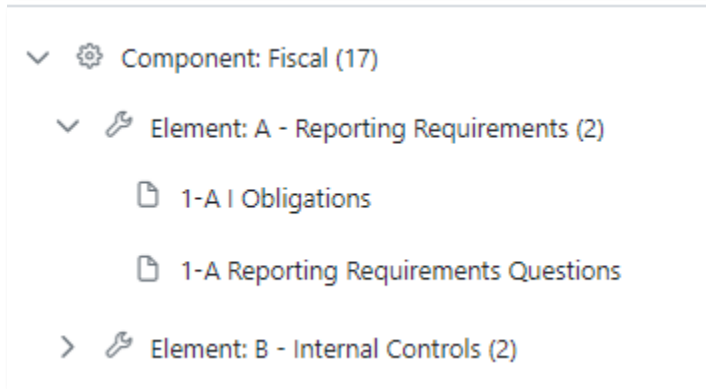 Component: Fiscal (17)
Element: A - Reporting Requirements (2)
1-A I Obligations
1-A Reporting Requirements Questions
Element: B - Internal Controls (2)